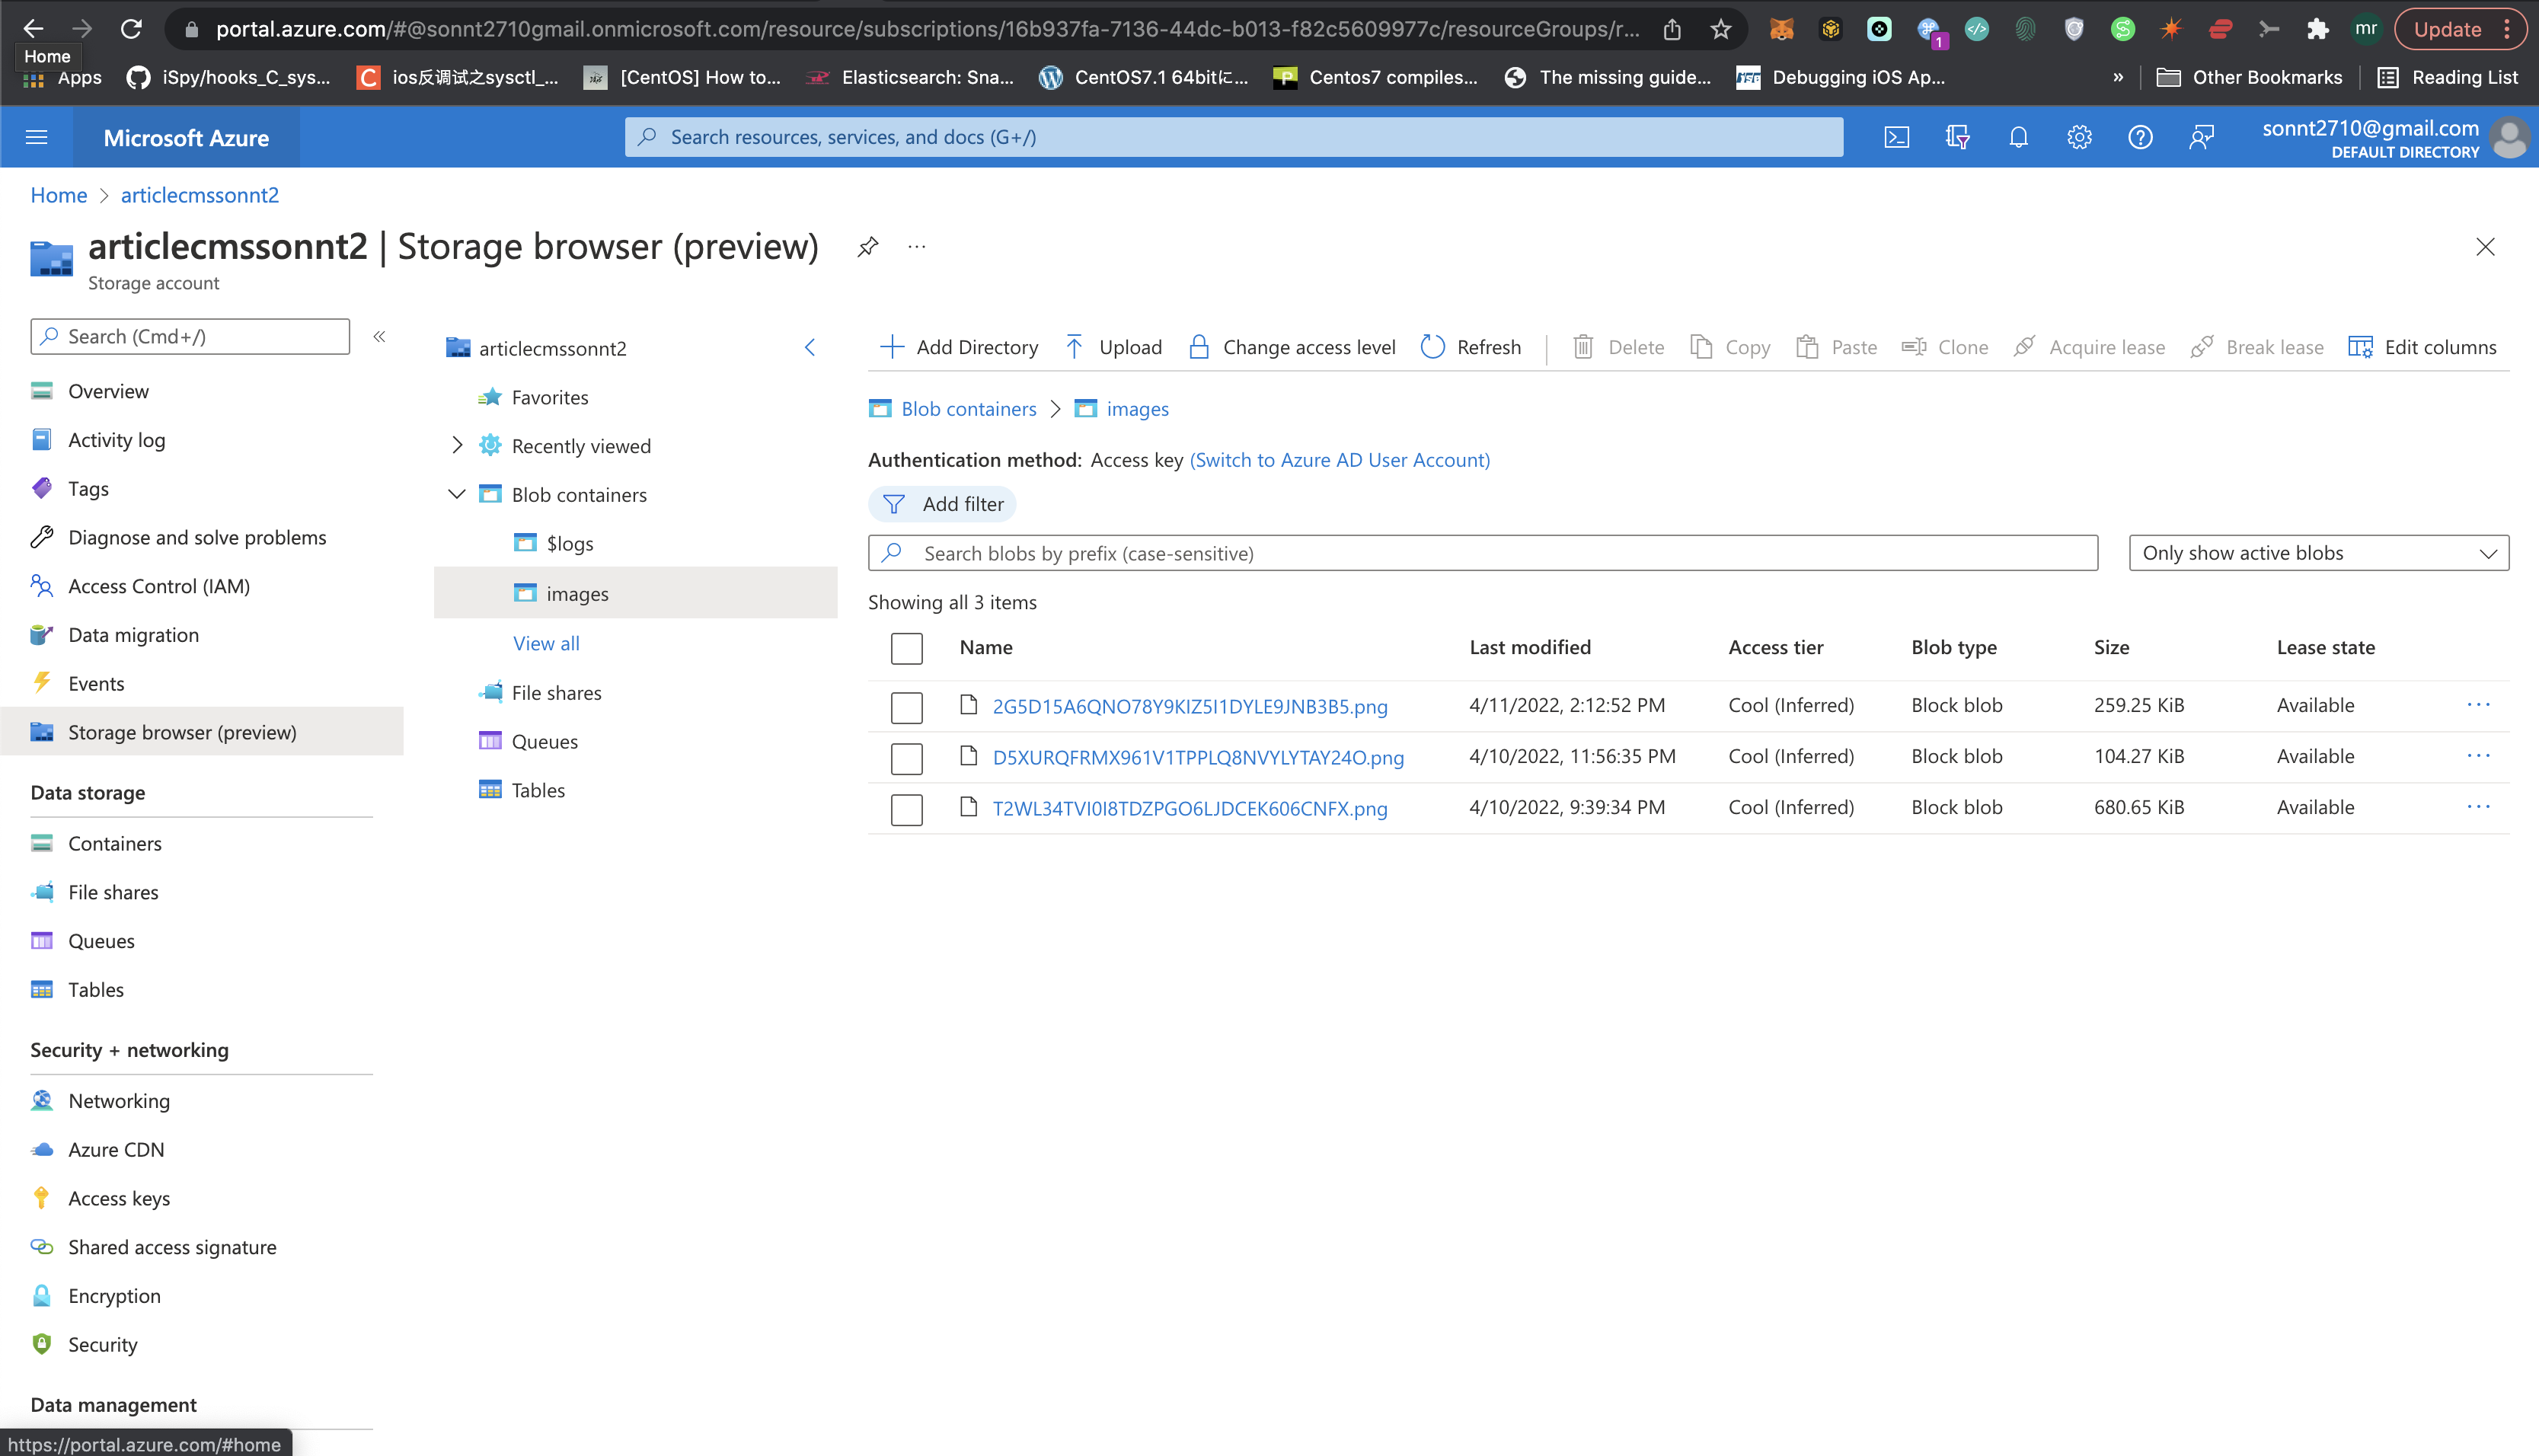 portal.azure.com/#@sonnt2710gmail.onmicrosoft.com/resource/subscriptions/16b937fa-7136-44dc-b013-f82c5609977c/resourceGroups/r...
1
mr
Update
Home
Apps
iSpy/hooks_C_sys...
ios反调试之sysctl_...
[CentOS] How to...
Elasticsearch: Sna...
CentOS7.1 64bitに...
Centos7 compiles...
The missing guide...
Debugging iOS Ap...
»
Other Bookmarks
Reading List
Microsoft Azure
Search resources, services, and docs (G+/)
sonnt2710@gmail.com
DEFAULT DIRECTORY
Home > articlecmssonnt2
articlecmssonnt2 | Storage browser (preview)
...
Storage account
Search (Cmd+/)
«
Overview
Activity log
Tags
Diagnose and solve problems
Access Control (IAM)
Data migration
Events
Storage browser (preview)
Data storage
Containers
File shares
Queues
Tables
Security + networking
Networking
Azure CDN
Access keys
Shared access signature
Encryption
Security
Data management
https://portal.azure.com/#home
articlecmssonnt2
Favorites
Recently viewed
Blob containers
$logs
images
View all
File shares
Queues
Tables
Add Directory
Upload
Change access level
Refresh
Delete
Copy
Paste
Clone
Acquire lease
Break lease
Edit columns
Blob containers > images
Authentication method: Access key (Switch to Azure AD User Account)
Add filter
Search blobs by prefix (case-sensitive)
Only show active blobs
Showing all 3 items
Name Last modified Access tier Blob type Size Lease state
2G5D15A6QNO78Y9KIZ5I1DYLE9JNB3B5.png 4/11/2022, 2:12:52 PM Cool (Inferred) Block blob 259.25 KiB Available ...
D5XURQFRMX961V1TPPLQ8NVYLYTAY24O.png 4/10/2022, 11:56:35 PM Cool (Inferred) Block blob 104.27 KiB Available ...
T2WL34TVI0I8TDZPGO6LJDCEK606CNFX.png 4/10/2022, 9:39:34 PM Cool (Inferred) Block blob 680.65 KiB Available ...